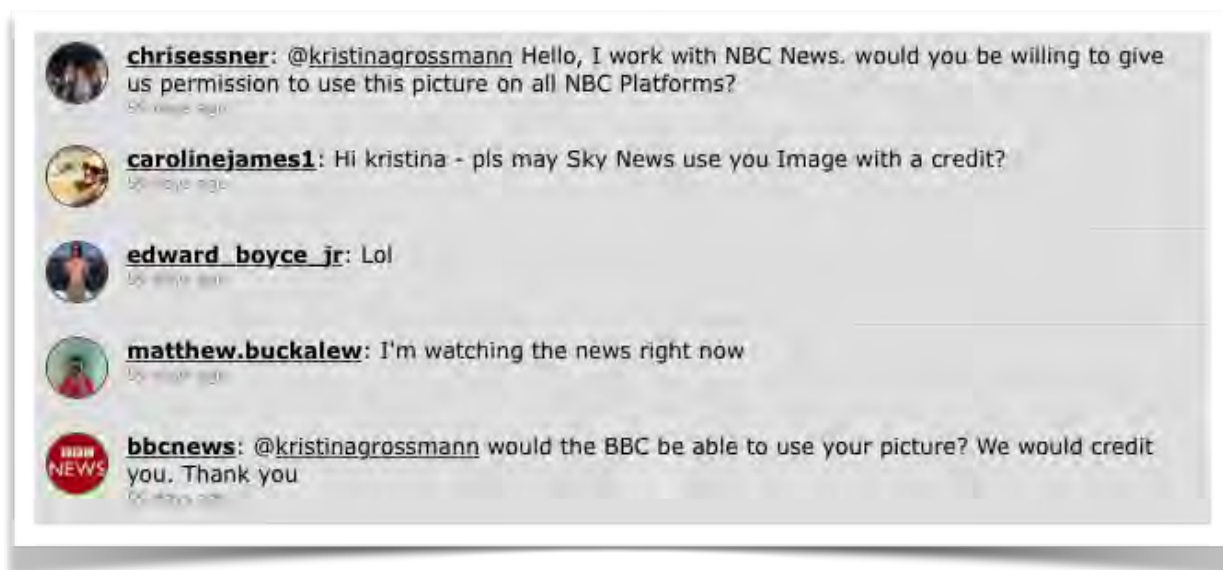 chrisessner: @kristinagrossmann Hello, I work with NBC News. would you be willing to give
us permission to use this picture on all NBC Platforms?
carolinejames1: Hi kristina - pls may Sky News use you Image with a credit?
edward_boyce_jr: Lol
matthew.buckalew: I'm watching the news right now
BBC
NEWS
bbcnews: @kristinagrossmann would the BBC be able to use your picture? We would credit
you. Thank you